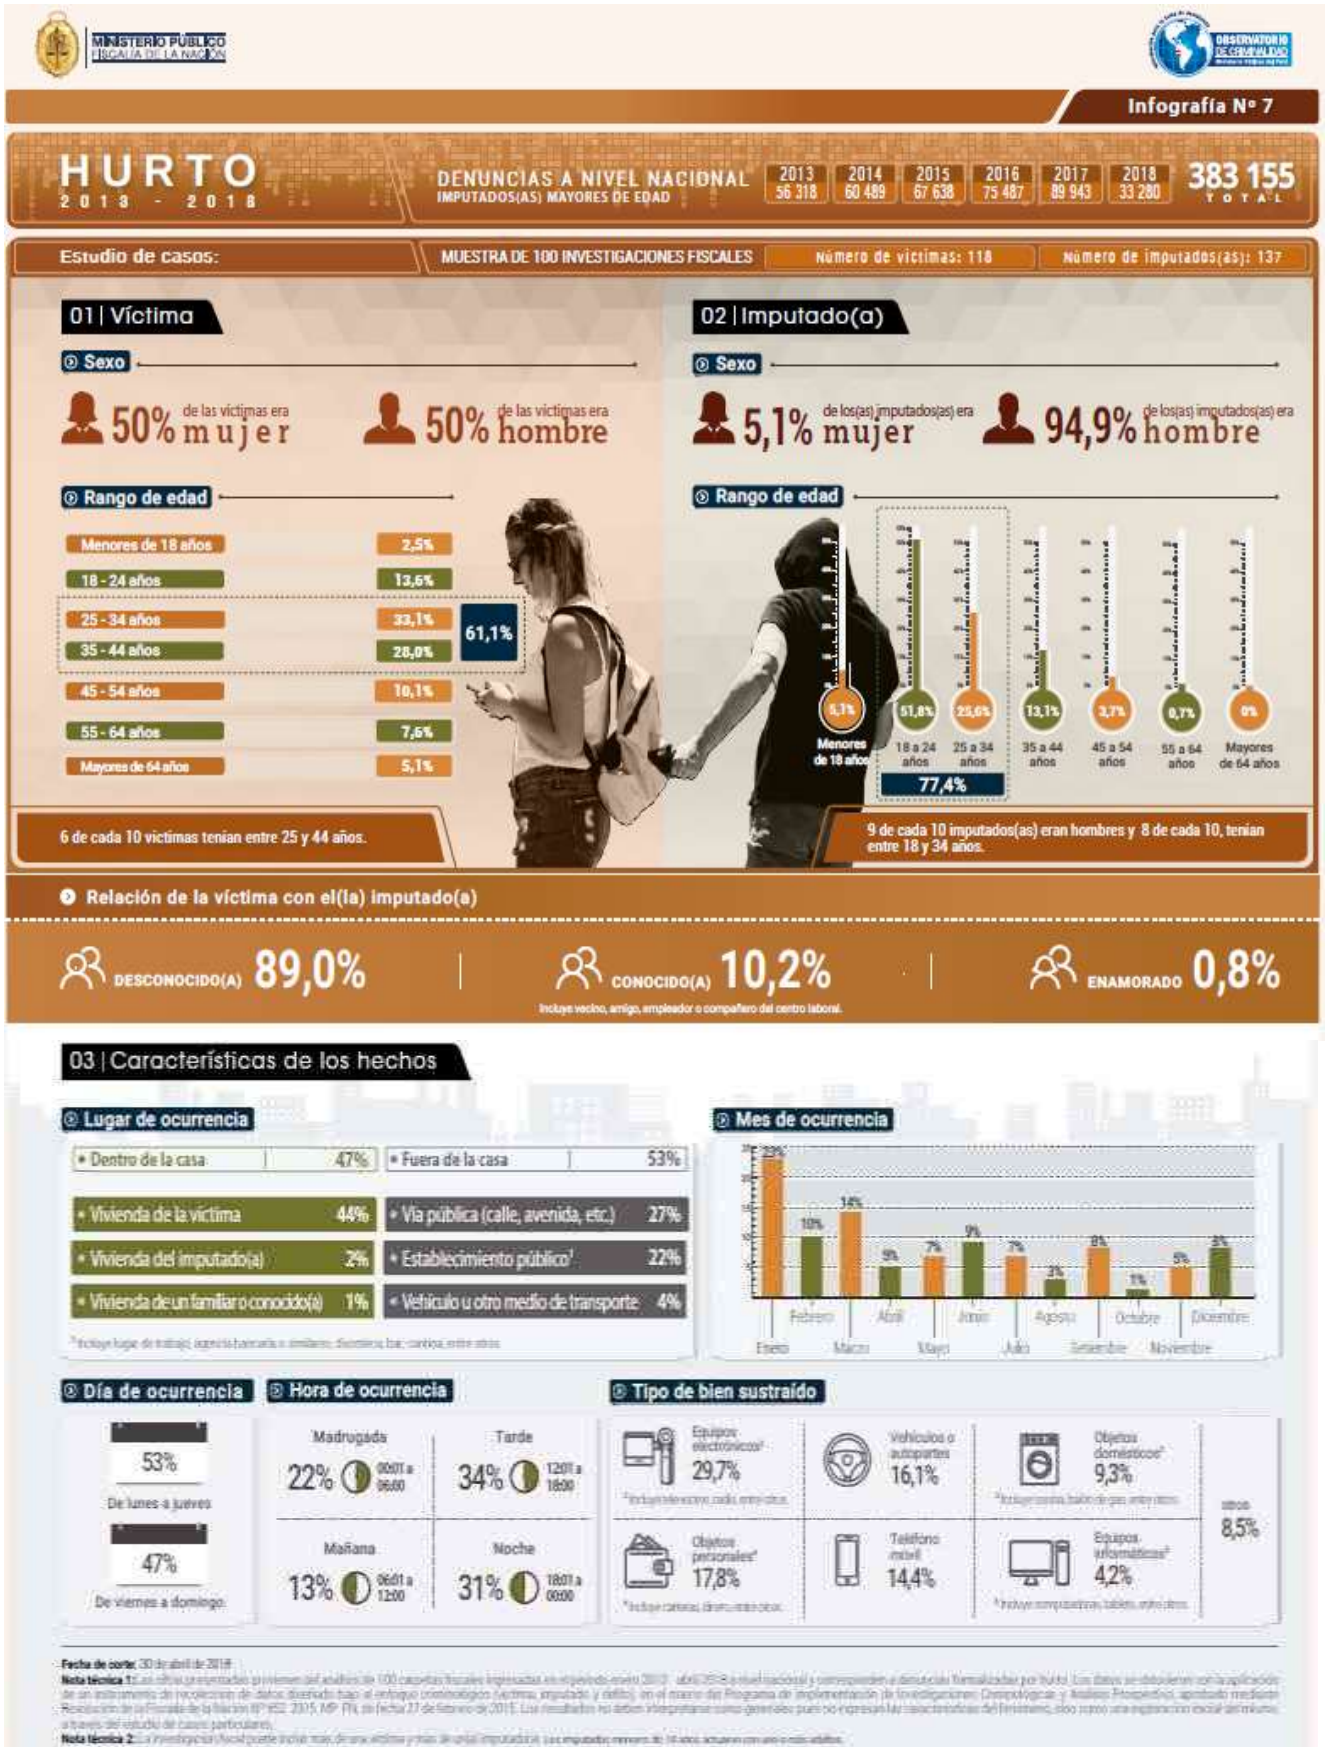 MINISTERIO PÚBLICO
FISCALÍA DE LA NACIÓN
OBSERVATORIO
DE CRIMINALIDAD
Infografía Nº 7
HURTO
2013 - 2018
DENUNCIAS A NIVEL NACIONAL
IMPUTADOS(AS) MAYORES DE EDAD
2013 2014 2015 2016 2017 2018
56 318 60 489 67 638 75 487 89 943 33 280
383 155
TOTAL
Estudio de casos:
MUESTRA DE 100 INVESTIGACIONES FISCALES
Número de víctimas: 118
Número de imputados(as): 137
01 | Víctima
Sexo
50% de las víctimas era mujer
50% de las víctimas era hombre
Rango de edad
Menores de 18 años 2,5%
18 - 24 años 13,6%
25 - 34 años 33,1%
35 - 44 años 28,0%
61,1%
45 - 54 años 10,1%
55 - 64 años 7,6%
Mayores de 64 años 5,1%
6 de cada 10 víctimas tenían entre 25 y 44 años.
02 | Imputado(a)
Sexo
5,1% de los(as) imputados(as) era mujer
94,9% de los(as) imputados(as) era hombre
Rango de edad
5,1% 51,8% 25,6% 13,1% 3,7% 0,7% 0%
Menores de 18 años
18 a 24 años
25 a 34 años
35 a 44 años
45 a 54 años
55 a 64 años
Mayores de 64 años
77,4%
9 de cada 10 imputados(as) eran hombres y 8 de cada 10, tenían
entre 18 y 34 años.
Relación de la víctima con el(la) imputado(a)
DESCONOCIDO(A) 89,0%
CONOCIDO(A) 10,2%
Incluye vecino, amigo, empleador o compañero del centro laboral.
ENAMORADO 0,8%
03 | Características de los hechos
Lugar de ocurrencia
• Dentro de la casa 47%
• Fuera de la casa 53%
• Vivienda de la víctima 44%
• Vía pública (calle, avenida, etc.) 27%
• Vivienda del imputado(a) 2%
• Establecimiento público¹ 22%
• Vivienda de un familiar o conocido(a) 1%
• Vehículo u otro medio de transporte 4%
Mes de ocurrencia
23% 10% 14% 5% 7% 9% 7% 3% 8% 1% 5% 8%
Febrero Abril Junio Agosto Octubre Diciembre
Enero Marzo Mayo Julio Setiembre Noviembre
Día de ocurrencia
53%
De lunes a jueves
47%
De viernes a domingo
Hora de ocurrencia
Madrugada
22% 00:01 a 06:00
Tarde
34% 12:01 a 18:00
Mañana
13% 06:01 a 12:00
Noche
31% 18:01 a 00:00
Tipo de bien sustraído
Equipos electrónicos²
29,7%
Vehículos o autopartes
16,1%
Objetos domésticos³
9,3%
Objetos personales⁴
17,8%
Teléfono móvil
14,4%
Equipos informáticos⁵
4,2%
otros
8,5%
Fecha de corte: 30 de abril de 2018
Nota técnica 1:
Nota técnica 2: